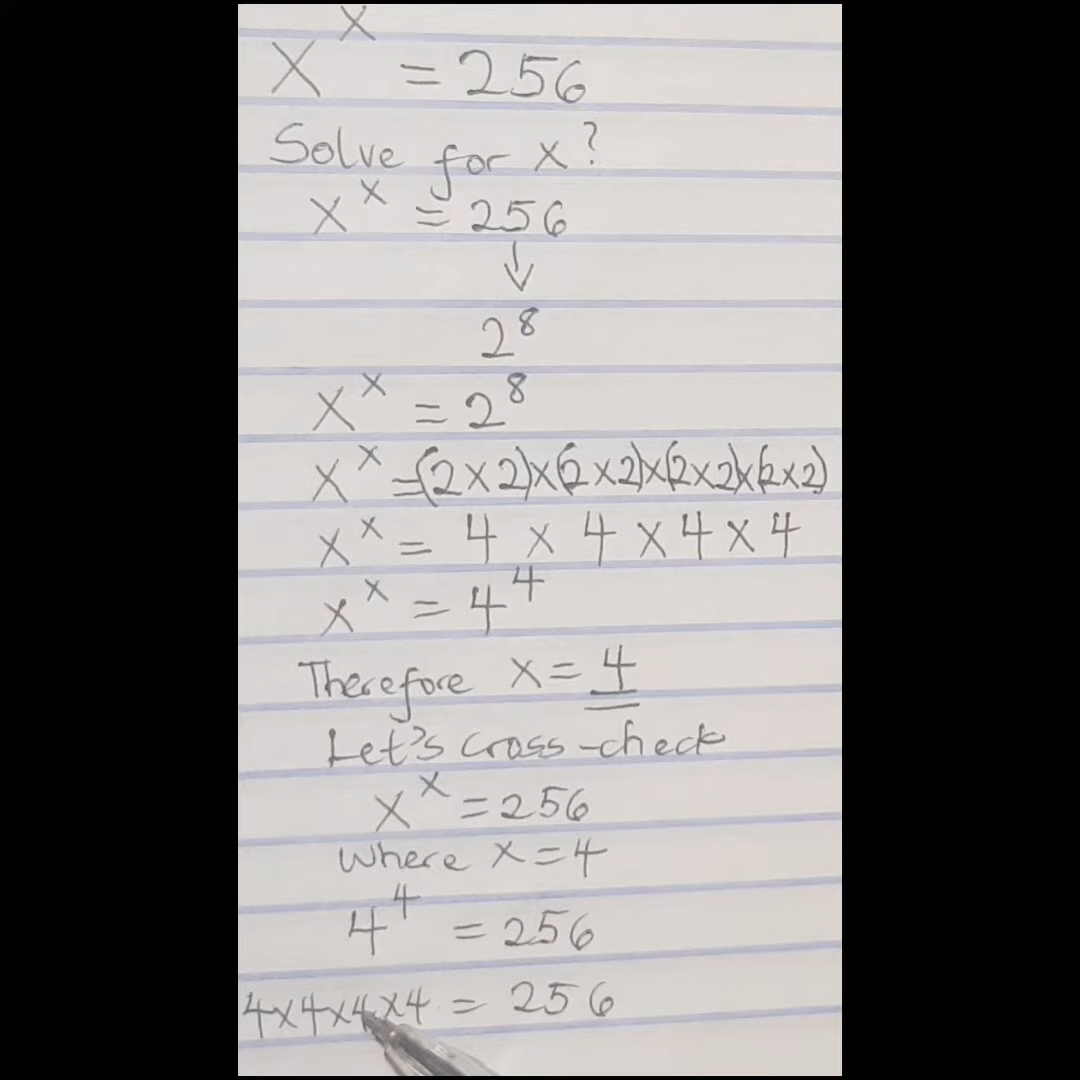 x^x = 256
Solve for x?
x^x = 256
↓
2^8
x^x = 2^8
x^x = (2×2)×(2×2)×(2×2)×(2×2)
x^x = 4 × 4 × 4 × 4
x^x = 4^4
Therefore x = 4
Let's cross-check
x^x = 256
where x = 4
4^4 = 256
4×4×4×4 = 256